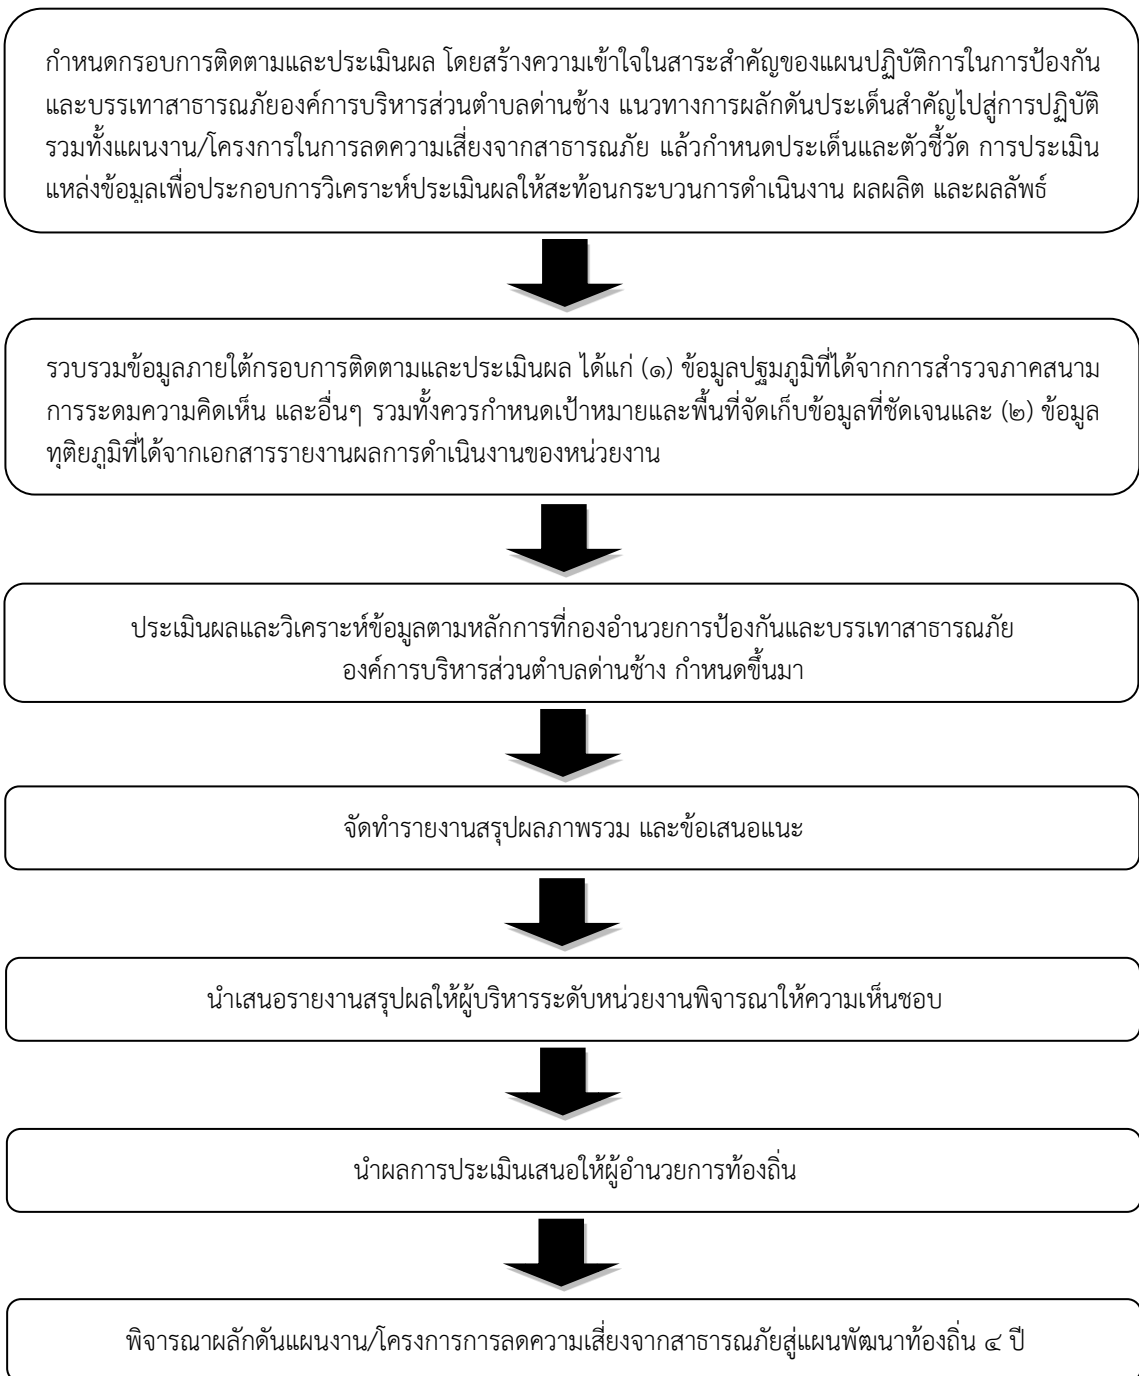 กำหนดกรอบการติดตามและประเมินผล โดยสร้างความเข้าใจในสาระสำคัญของแผนปฏิบัติการในการป้องกัน
และบรรเทาสาธารณภัยองค์การบริหารส่วนตำบลด่านช้าง แนวทางการผลักดันประเด็นสำคัญไปสู่การปฏิบัติ
รวมทั้งแผนงาน/โครงการในการลดความเสี่ยงจากสาธารณภัย แล้วกำหนดประเด็นและตัวชี้วัด การประเมิน
แหล่งข้อมูลเพื่อประกอบการวิเคราะห์ประเมินผลให้สะท้อนกระบวนการดำเนินงาน ผลผลิต และผลลัพธ์
รวบรวมข้อมูลภายใต้กรอบการติดตามและประเมินผล ได้แก่ (๑) ข้อมูลปฐมภูมิที่ได้จากการสำรวจภาคสนาม
การระดมความคิดเห็น และอื่นๆ รวมทั้งควรกำหนดเป้าหมายและพื้นที่จัดเก็บข้อมูลที่ชัดเจนและ (๒) ข้อมูล
ทุติยภูมิที่ได้จากเอกสารรายงานผลการดำเนินงานของหน่วยงาน
ประเมินผลและวิเคราะห์ข้อมูลตามหลักการที่กองอำนวยการป้องกันและบรรเทาสาธารณภัย
องค์การบริหารส่วนตำบลด่านช้าง กำหนดขึ้นมา
จัดทำรายงานสรุปผลภาพรวม และข้อเสนอแนะ
นำเสนอรายงานสรุปผลให้ผู้บริหารระดับหน่วยงานพิจารณาให้ความเห็นชอบ
นำผลการประเมินเสนอให้ผู้อำนวยการท้องถิ่น
พิจารณาผลักดันแผนงาน/โครงการการลดความเสี่ยงจากสาธารณภัยสู่แผนพัฒนาท้องถิ่น ๔ ปี